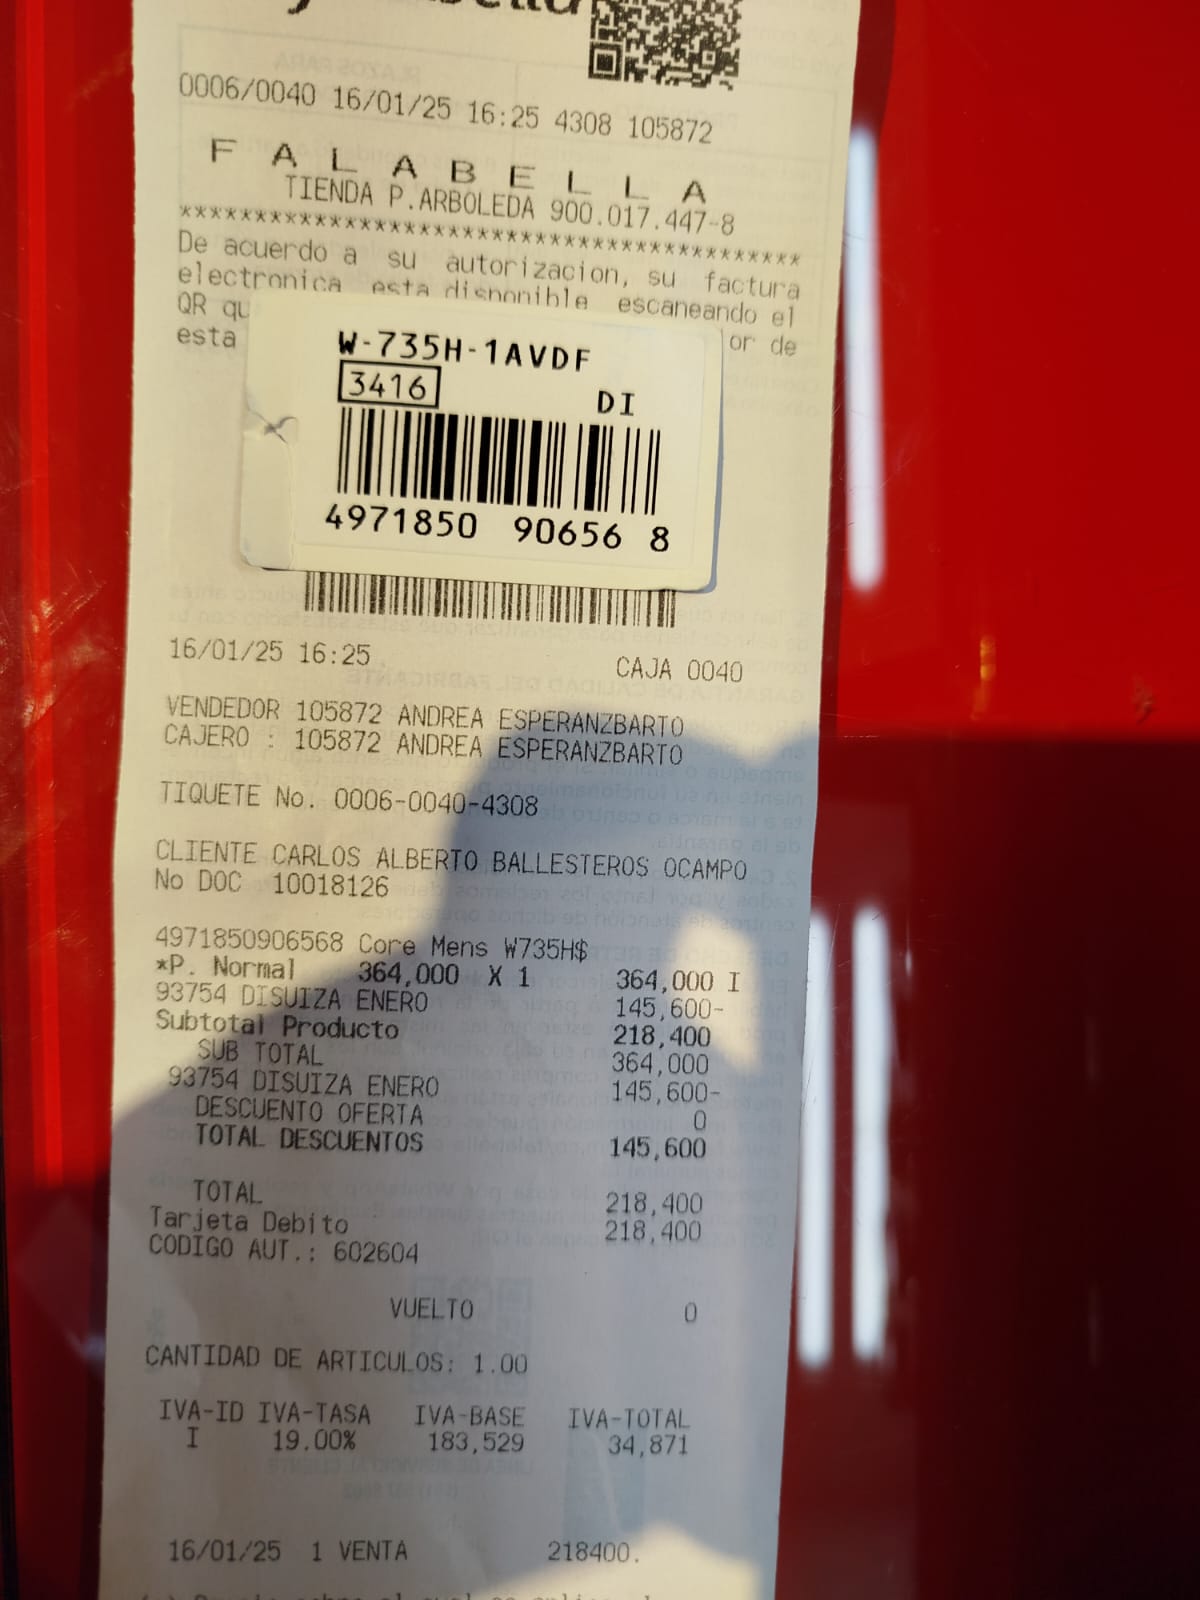 0006/0040 16/01/25 16:25 4308 105872
F A L A B E L L A
TIENDA P.ARBOLEDA 900.017.447-8
******************************************
De acuerdo a su autorizacion, su factura
electronica esta disponible escaneando el
QR or de
esta
W-735H-1AVDF
3416
DI
4971850 90656 8
16/01/25 16:25 CAJA 0040
VENDEDOR 105872 ANDREA ESPERANZBARTO
CAJERO : 105872 ANDREA ESPERANZBARTO
TIQUETE No. 0006-0040-4308
CLIENTE CARLOS ALBERTO BALLESTEROS OCAMPO
No DOC 10018126
4971850906568 Core Mens W735H$
*P. Normal 364,000 X 1 364,000 I
93754 DISUIZA ENERO 145,600-
Subtotal Producto 218,400
SUB TOTAL 364,000
93754 DISUIZA ENERO 145,600-
DESCUENTO OFERTA 0
TOTAL DESCUENTOS 145,600
TOTAL 218,400
Tarjeta Debito 218,400
CODIGO AUT.: 602604
VUELTO 0
CANTIDAD DE ARTICULOS: 1.00
IVA-ID IVA-TASA IVA-BASE IVA-TOTAL
I 19.00% 183,529 34,871
16/01/25 1 VENTA 218400.